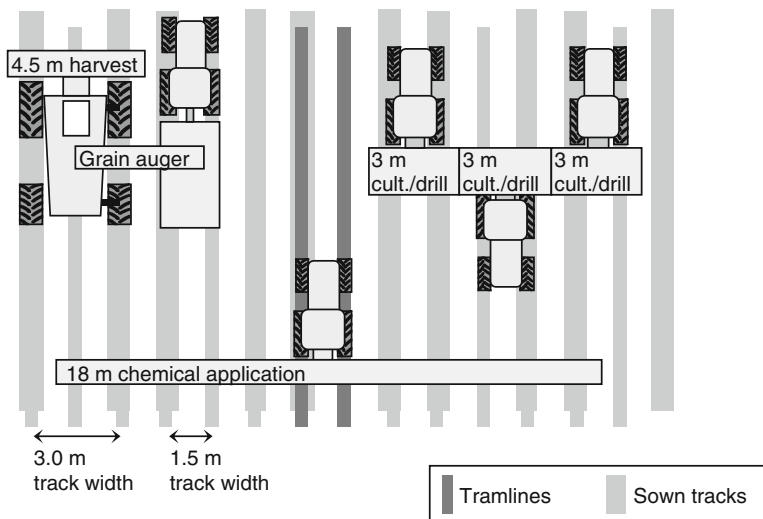 4.5 m harvest
Grain auger
3 m
cult./drill
3 m
cult./drill
3 m
cult./drill
18 m chemical application
3.0 m
track width
1.5 m
track width
Tramlines
Sown tracks